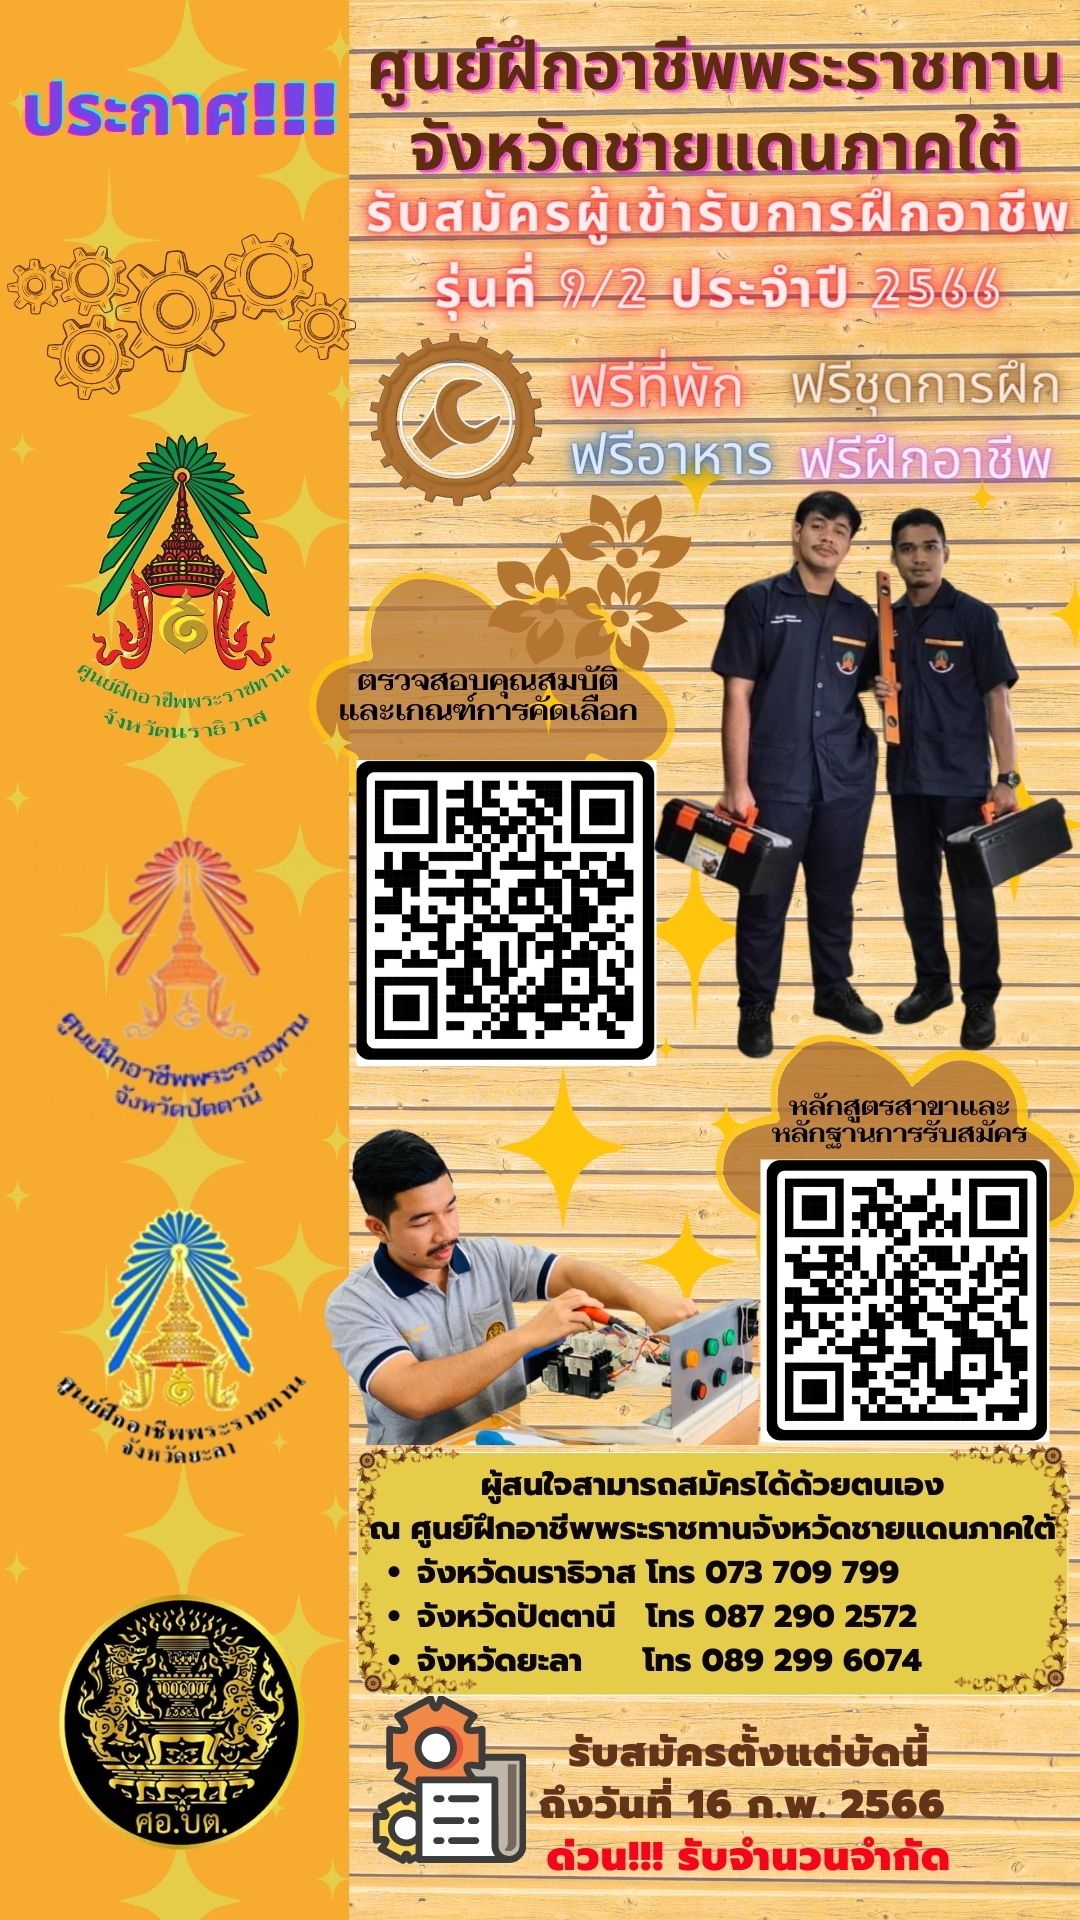 ประกาศ!!!
ศูนย์ฝึกอาชีพพระราชทาน
จังหวัดชายแดนภาคใต้
รับสมัครผู้เข้ารับการฝึกอาชีพ
รุ่นที่ 9/2 ประจำปี 2566
ฟรีที่พัก ฟรีชุดการฝึก
ฟรีอาหาร ฟรีฝึกอาชีพ
ศูนย์ฝึกอาชีพพระราชทาน
จังหวัดนราธิวาส
ตรวจสอบคุณสมบัติ
และเกณฑ์การคัดเลือก
ศูนย์ฝึกอาชีพพระราชทาน
จังหวัดปัตตานี
หลักสูตรสาขาและ
หลักฐานการรับสมัคร
ศูนย์ฝึกอาชีพพระราชทาน
จังหวัดยะลา
ผู้สนใจสามารถสมัครได้ด้วยตนเอง
ณ ศูนย์ฝึกอาชีพพระราชทานจังหวัดชายแดนภาคใต้
• จังหวัดนราธิวาส โทร 073 709 799
• จังหวัดปัตตานี โทร 087 290 2572
• จังหวัดยะลา โทร 089 299 6074
ศอ.บต.
รับสมัครตั้งแต่บัดนี้
ถึงวันที่ 16 ก.พ. 2566
ด่วน!!! รับจำนวนจำกัด